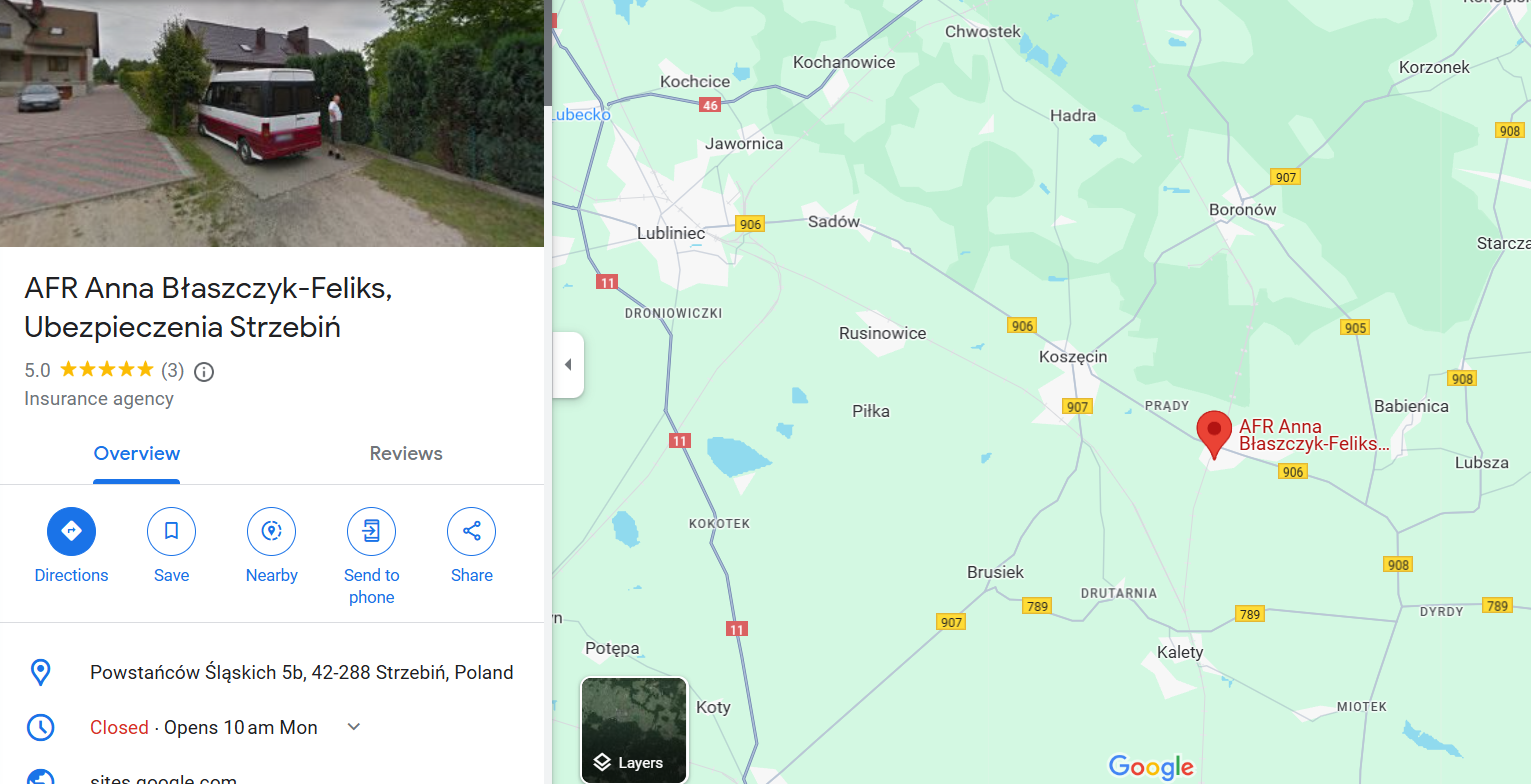 AFR Anna Błaszczyk-Feliks,
Ubezpieczenia Strzebiń
5.0
(3)
Insurance agency
Overview
Reviews
Directions
Save
Nearby
Send to
phone
Share
Powstańców Śląskich 5b, 42-288 Strzebiń, Poland
Closed · Opens 10 am Mon
sites.google.com
Chwostek
Kochanowice
Kochcice
46
Korzonek
Lubecko
Hadra
908
Jawornica
907
Boronów
Lubliniec
906
Sadów
Starcza
11
DRONIOWICZKI
Rusinowice
906
905
Koszęcin
908
907
PRĄDY
Babienica
Piłka
AFR Anna
Błaszczyk-Feliks...
11
906
Lubsza
KOKOTEK
908
Brusiek
DRUTARNIA
789
789
789
DYRDY
907
11
Potępa
Kalety
Koty
MIOTEK
Layers
Google